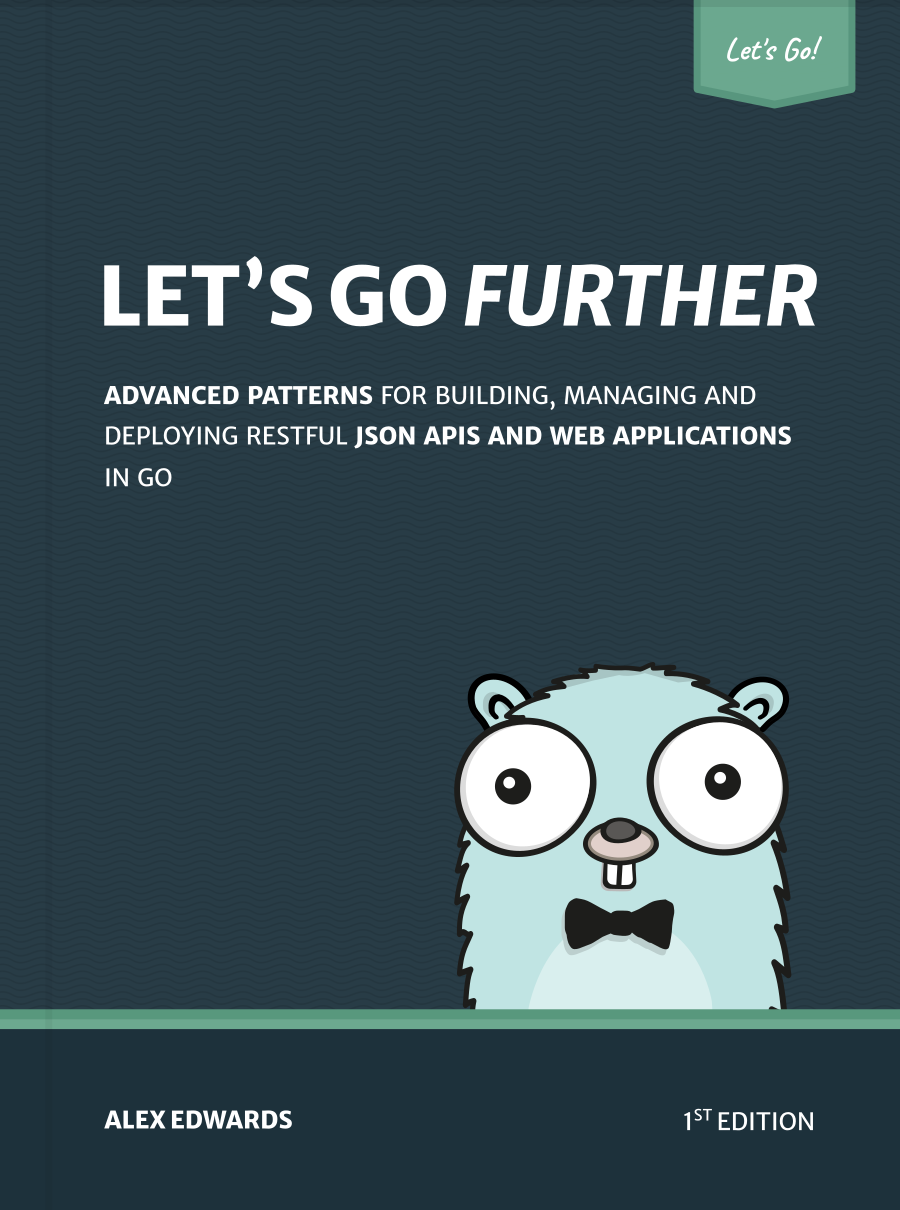 Let's Go!
LET’S GO FURTHER
ADVANCED PATTERNS FOR BUILDING, MANAGING AND
DEPLOYING RESTFUL JSON APIS AND WEB APPLICATIONS
IN GO
ALEX EDWARDS
1ST EDITION